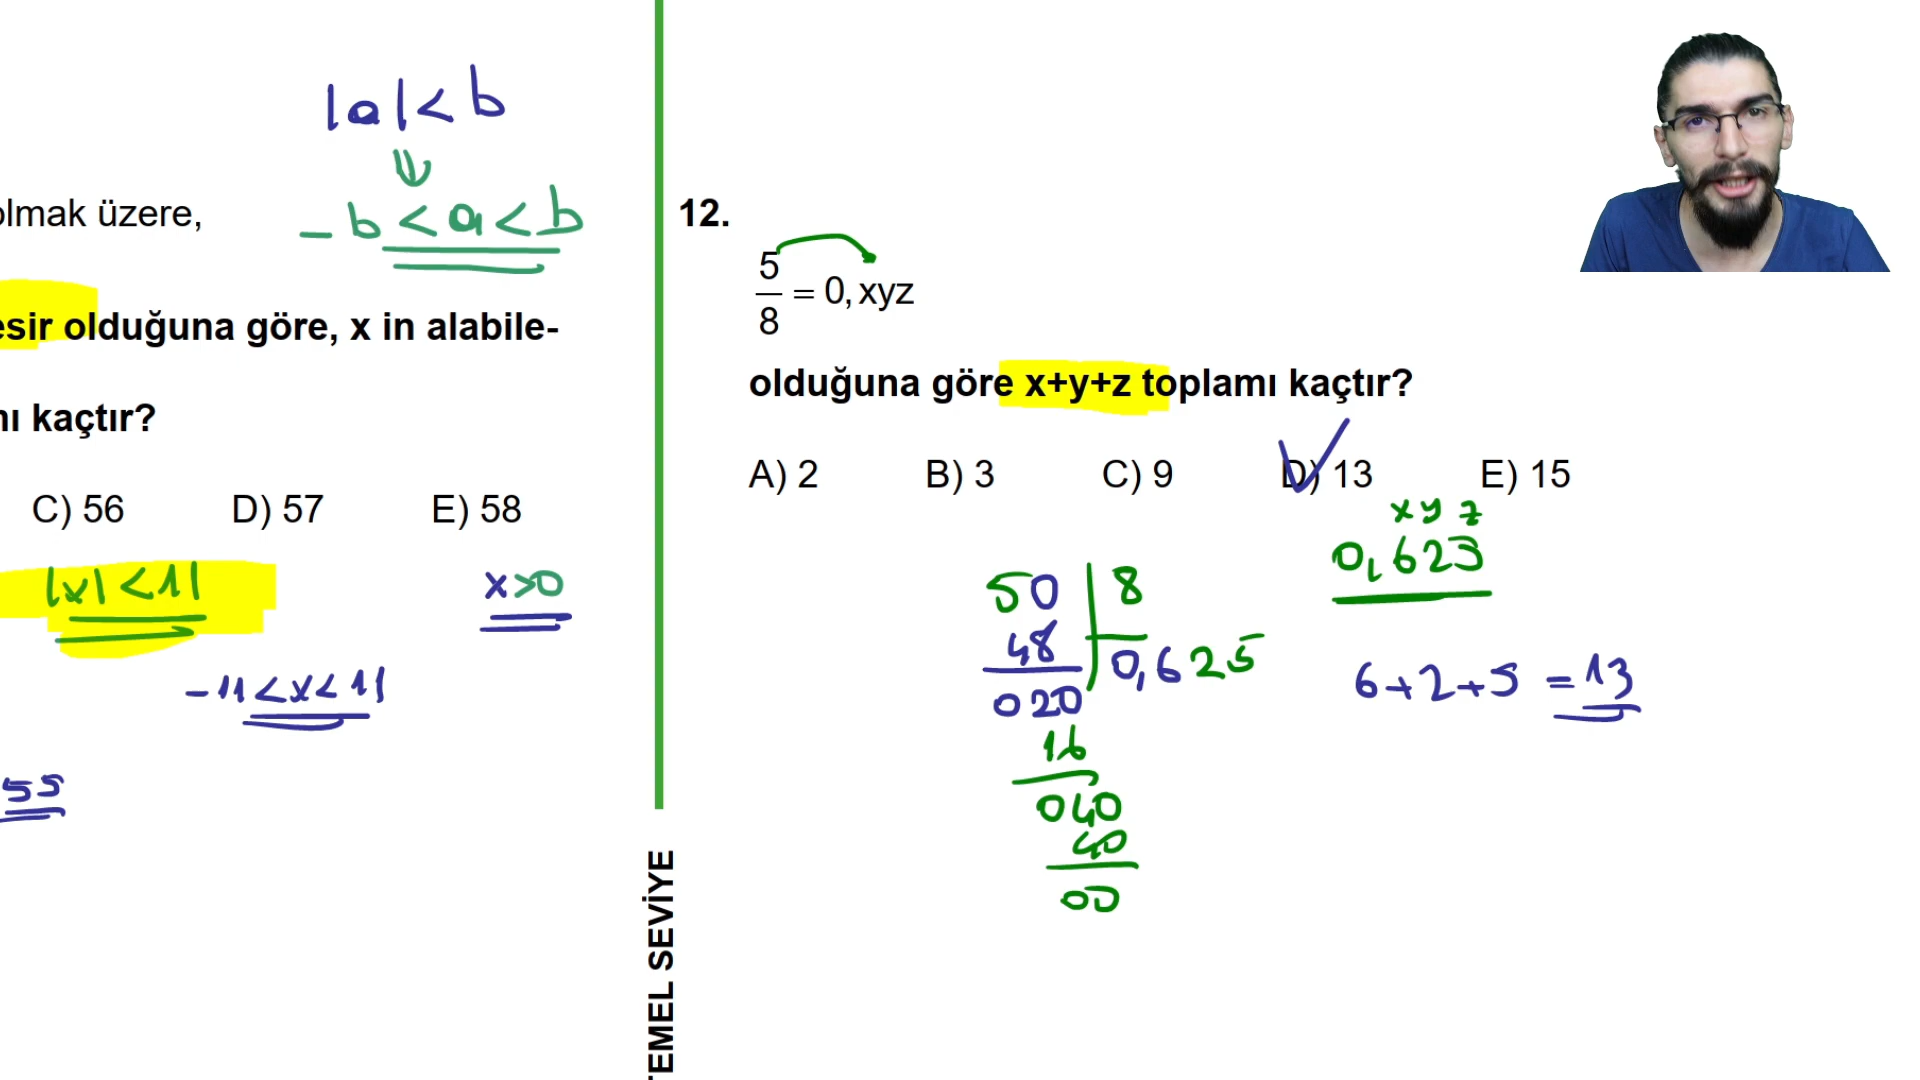 |a|<b
⇓
-b<a<b
olmak üzere,
esir olduğuna göre, x in alabile-
nı kaçtır?
C) 56 D) 57 E) 58
|x|<11
x>0
-11<x<11
55
12.
5/8 = 0,xyz
olduğuna göre x+y+z toplamı kaçtır?
A) 2 B) 3 C) 9 D) 13 E) 15
x y z
0,623
50 | 8
48 0,625
020
16
040
40
00
6+2+5 =13
TEMEL SEVİYE